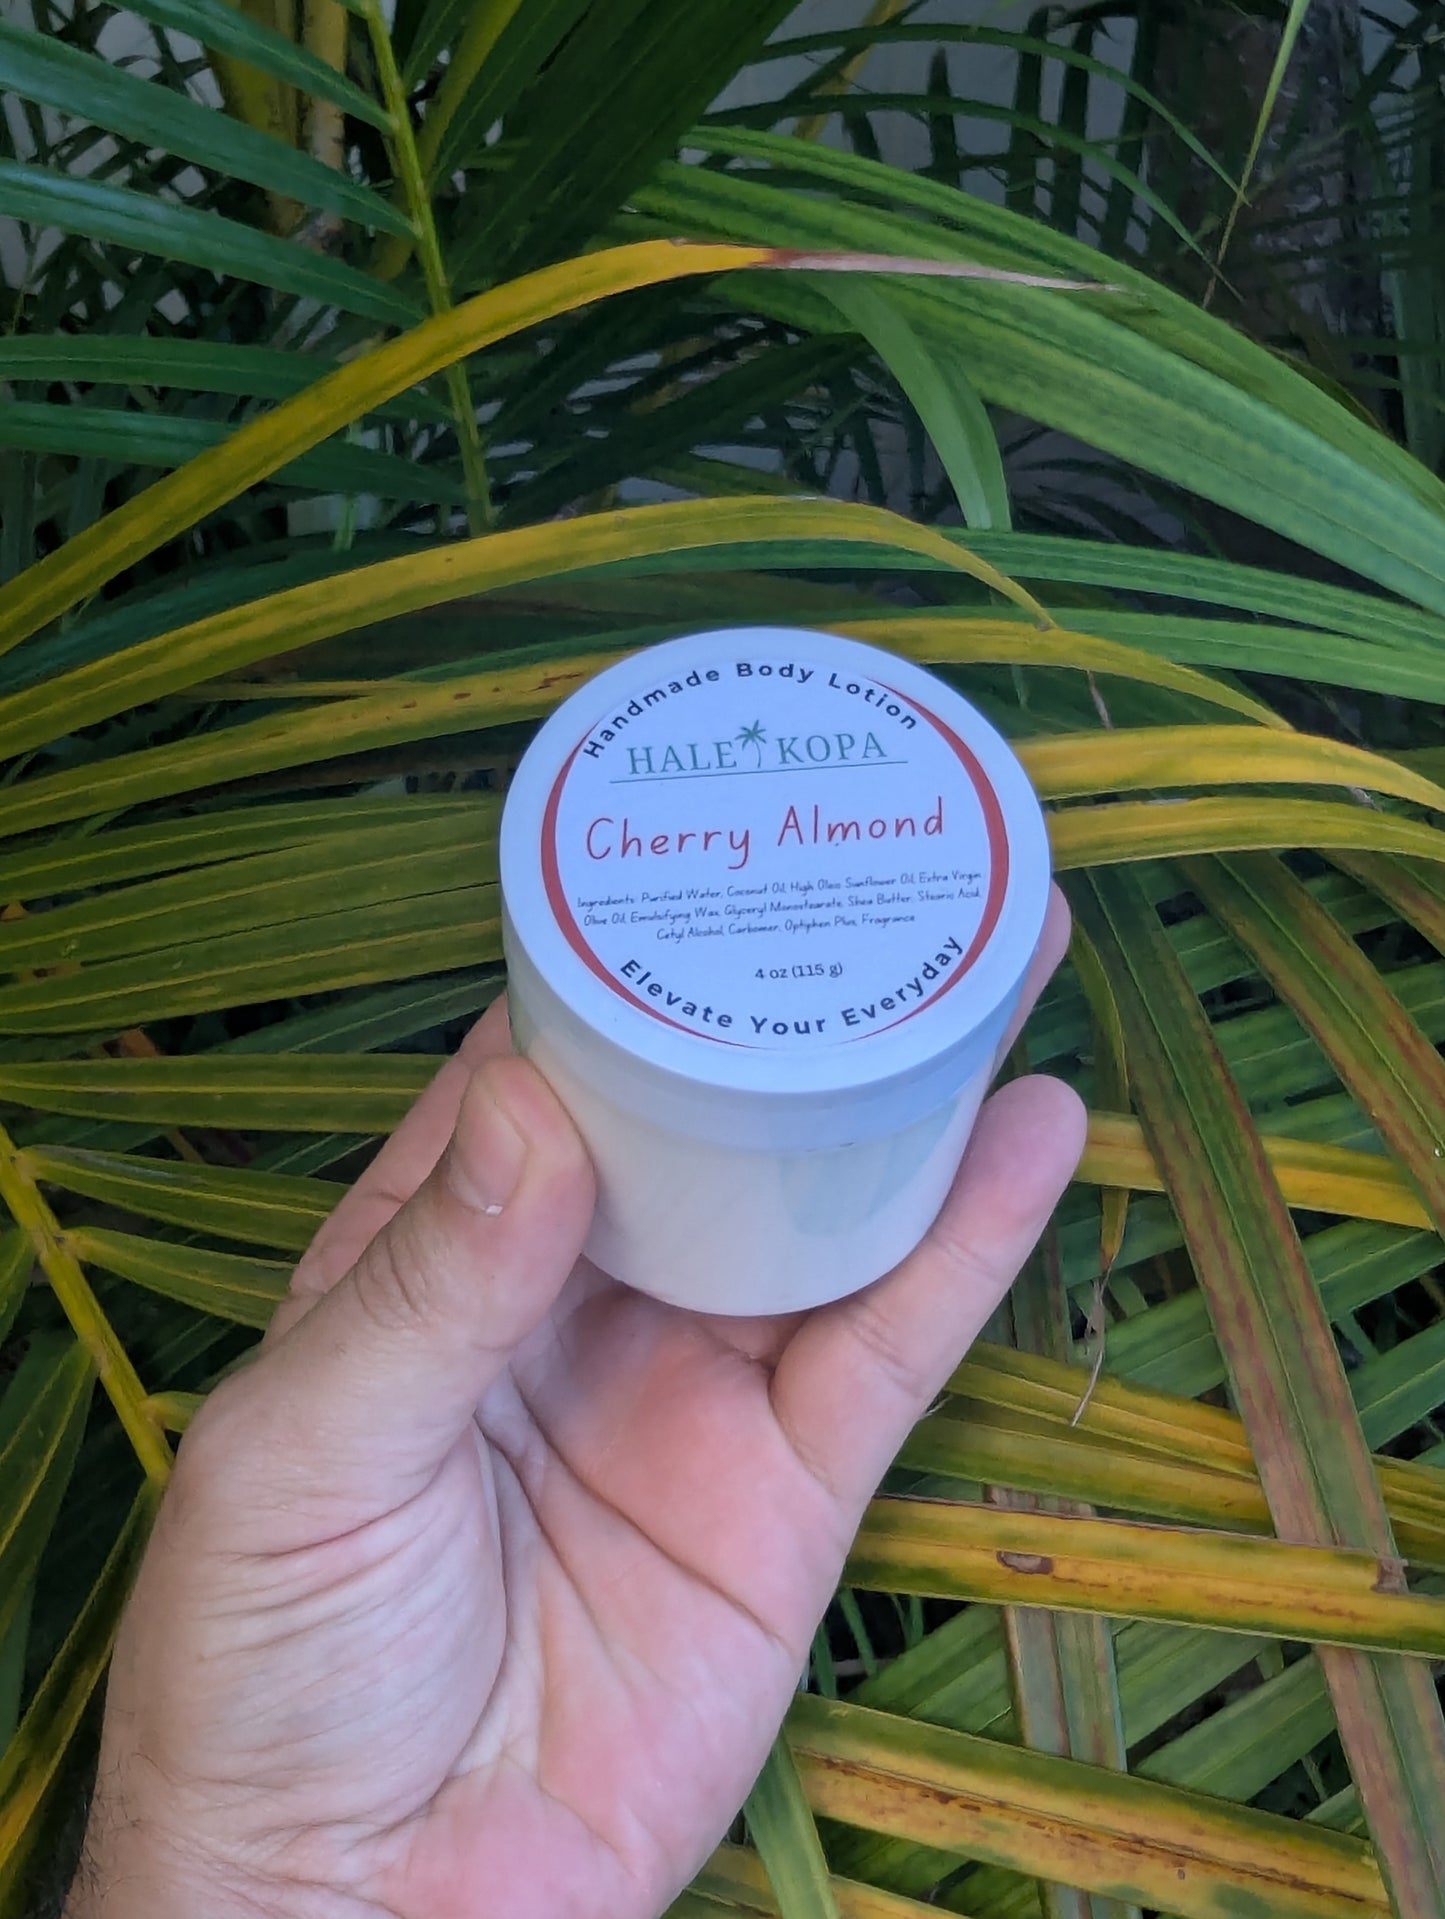 Handmade Body Lotion
HALE KOPA
Cherry Almond
Ingredients: Purified Water, Coconut Oil, High Oleic Sunflower Oil, Extra Virgin
Olive Oil, Emulsifying Wax, Glyceryl Monostearate, Shea Butter, Stearic Acid,
Cetyl Alcohol, Carbomer, Optiphen Plus, Fragrance
4 oz (115 g)
Elevate Your Everyday